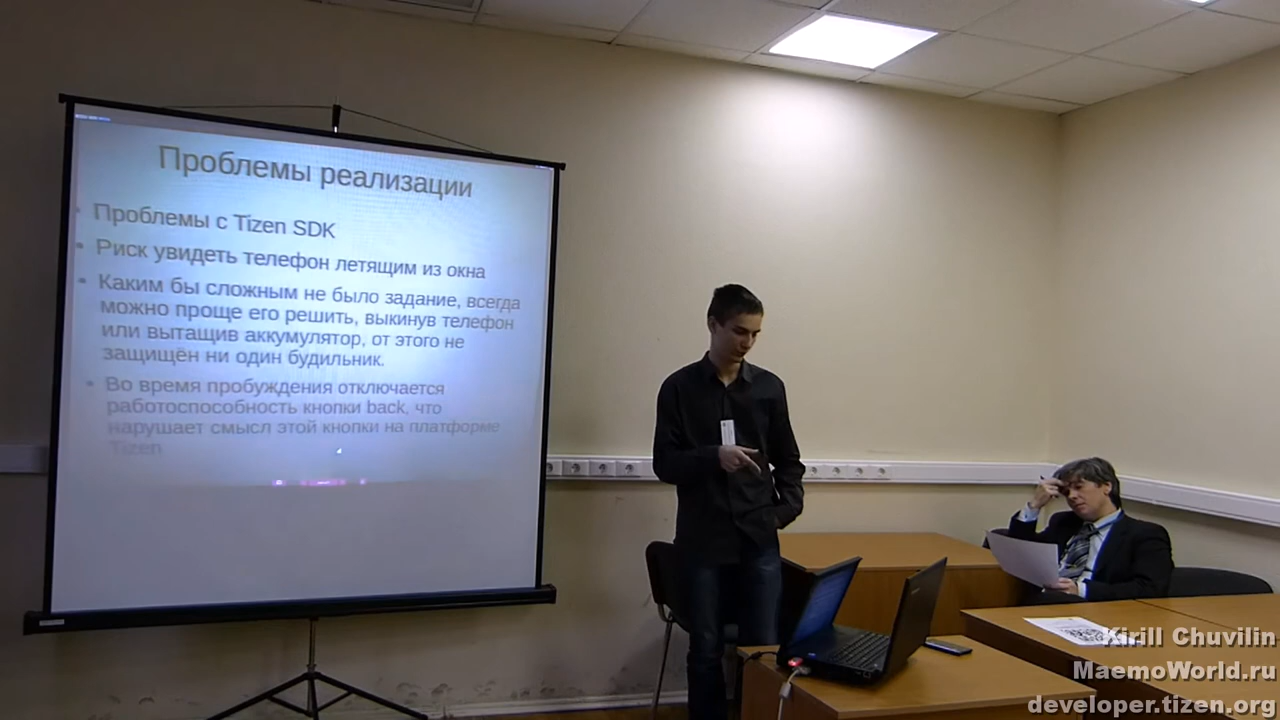 Проблемы реализации
Проблемы с Tizen SDK
Риск увидеть телефон летящим из окна
Каким бы сложным не было задание, всегда
можно проще его решить, выкинув телефон
или вытащив аккумулятор, от этого не
защищён ни один будильник.
Во время пробуждения отключается
работоспособность кнопки back, что
нарушает смысл этой кнопки на платформе
Tizen
Kirill Chuvilin
MaemoWorld.ru
developer.tizen.org